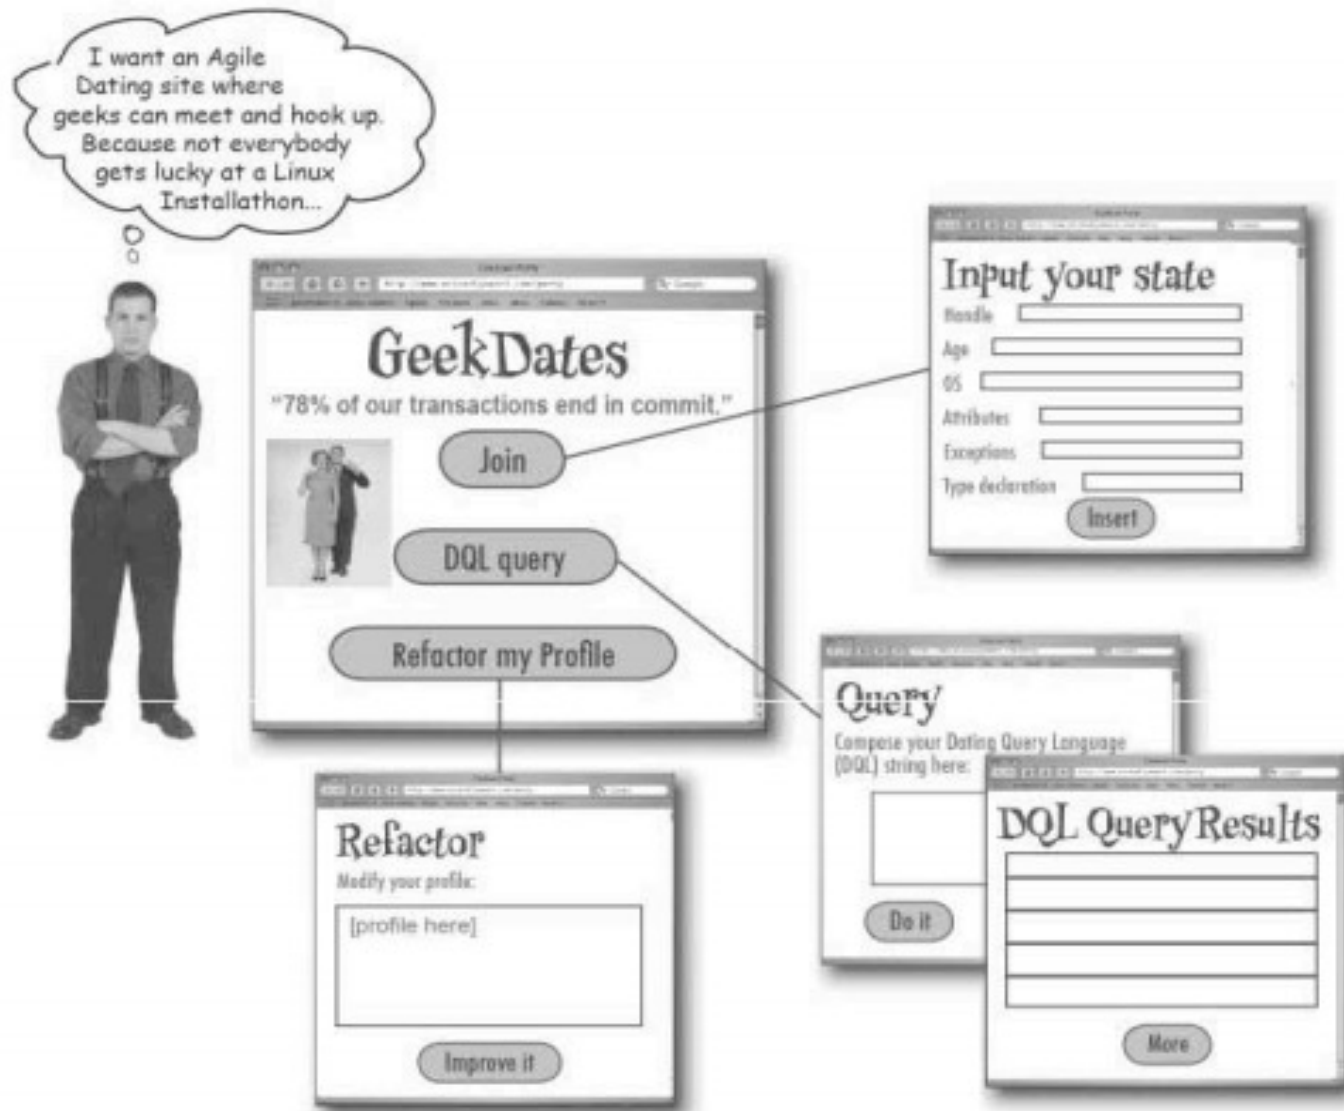 I want an Agile
Dating site where
geeks can meet and hook up.
Because not everybody
gets lucky at a Linux
Installathon...
GeekDates
“78% of our transactions end in commit.”
Join
DQL query
Refactor my Profile
Input your state
Handle
Age
OS
Attributes
Exceptions
Type declaration
Insert
Query
Compose your Dating Query Language
(DQL) string here:
Do it
DQL Query Results
More
Refactor
Modify your profile:
[profile here]
Improve it